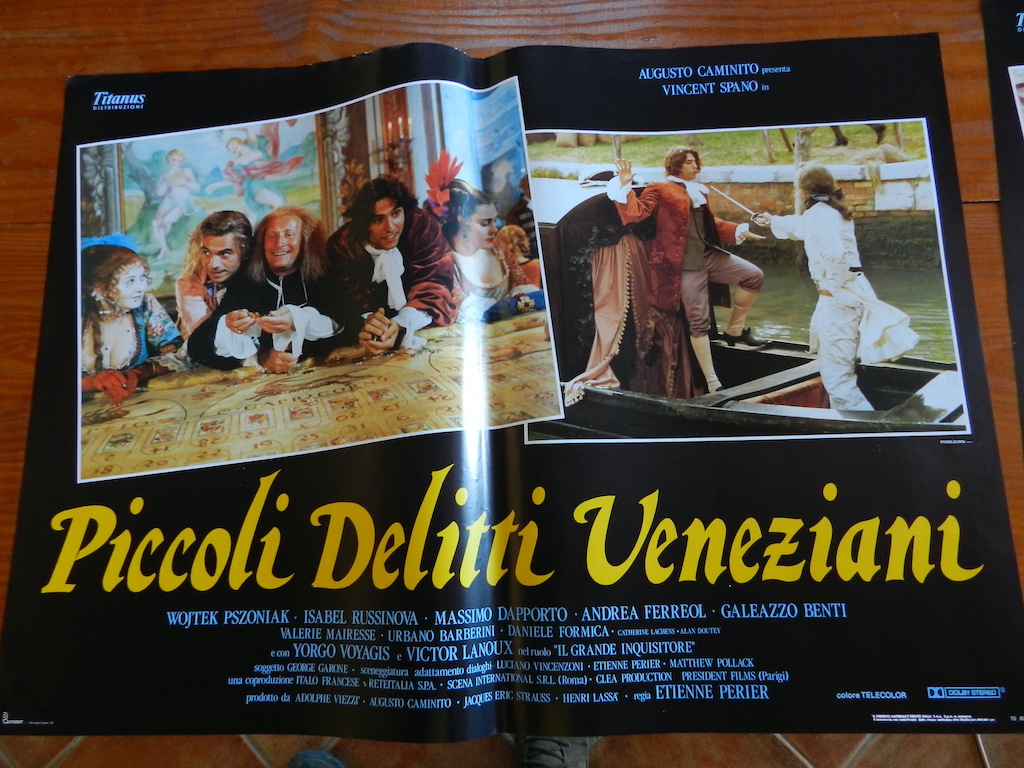 Titanus
DISTRIBUZIONE
AUGUSTO CAMINITO presenta
VINCENT SPANO in
Piccoli Delitti Veneziani
WOJTEK PSZONIAK · ISABEL RUSSINOVA · MASSIMO DAPPORTO · ANDREA FERREOL · GALEAZZO BENTI
VALERIE MAIRESSE · URBANO BARBERINI · DANIELE FORMICA · CATHERINE LACHENS · ALAN DOUTEY
e con YORGO VOYAGIS e VICTOR LANOUX nel ruolo "IL GRANDE INQUISITORE"
soggetto GEORGE GARONE · sceneggiatura adattamento dialoghi LUCIANO VINCENZONI · ETIENNE PERIER · MATTHEW POLLACK
una coproduzione ITALO FRANCESE · RETEITALIA S.P.A. · SCENA INTERNATIONAL S.R.L. (Roma) · CLEA PRODUCTION PRESIDENT FILMS (Parigi)
prodotto da ADOLPHE VIEZZI · AUGUSTO CAMINITO · JACQUES ERIC STRAUSS · HENRI LASSA · regia ETIENNE PERIER
colore TELECOLOR
DOLBY STEREO